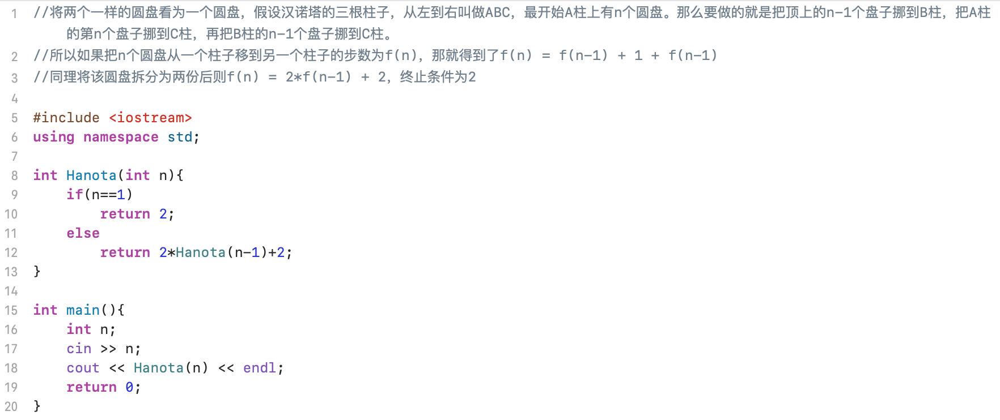 1 //将两个一样的圆盘看为一个圆盘，假设汉诺塔的三根柱子，从左到右叫做ABC，最开始A柱上有n个圆盘。那么要做的就是把顶上的n-1个盘子挪到B柱，把A柱
的第n个盘子挪到C柱，再把B柱的n-1个盘子挪到C柱。
2 //所以如果把n个圆盘从一个柱子移到另一个柱子的步数为f(n)，那就得到了f(n) = f(n-1) + 1 + f(n-1)
3 //同理将该圆盘拆分为两份后则f(n) = 2*f(n-1) + 2，终止条件为2
4
5 #include <iostream>
6 using namespace std;
7
8 int Hanota(int n){
9     if(n==1)
10         return 2;
11     else
12         return 2*Hanota(n-1)+2;
13 }
14
15 int main(){
16     int n;
17     cin >> n;
18     cout << Hanota(n) << endl;
19     return 0;
20 }